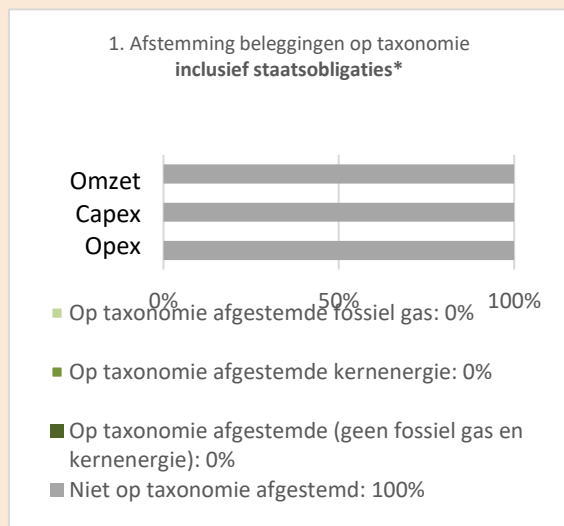 1. Afstemming beleggingen op taxonomie
inclusief staatsobligaties*
Omzet
Capex
Opex
0%
50%
100%
Op taxonomie afgestemde fossiel gas: 0%
Op taxonomie afgestemde kernenergie: 0%
Op taxonomie afgestemde (geen fossiel gas en
kernenergie): 0%
Niet op taxonomie afgestemd: 100%